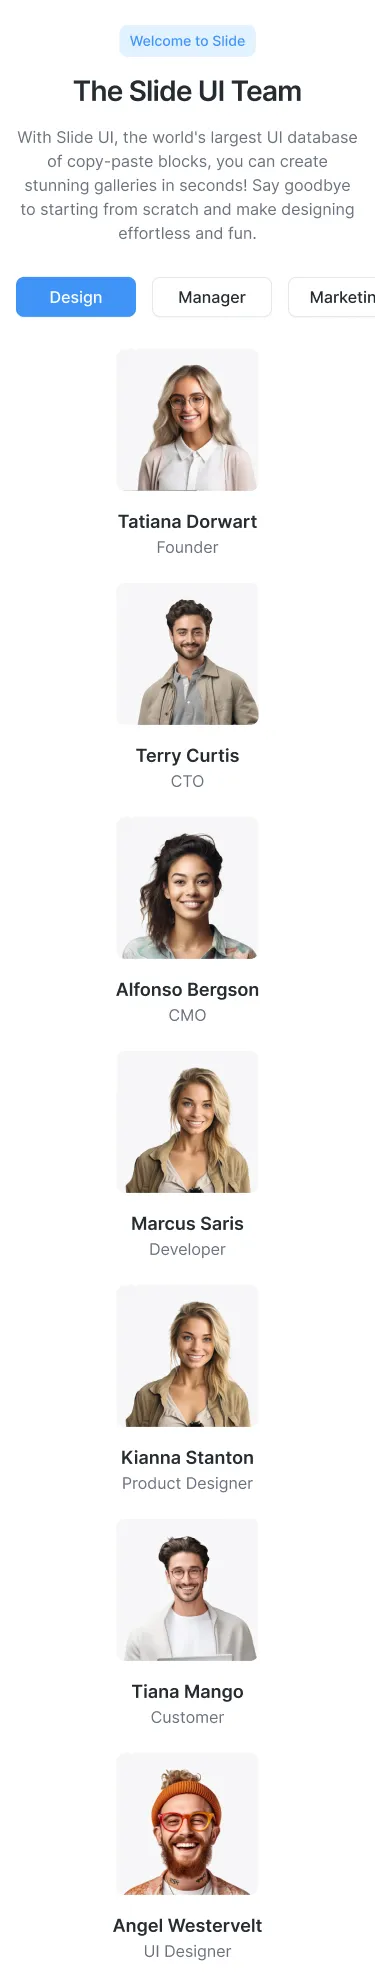 Welcome to Slide
The Slide UI Team
With Slide UI, the world's largest UI database
of copy-paste blocks, you can create
stunning galleries in seconds! Say goodbye
to starting from scratch and make designing
effortless and fun.
Design Manager Marketin
Tatiana Dorwart
Founder
Terry Curtis
CTO
Alfonso Bergson
CMO
Marcus Saris
Developer
Kianna Stanton
Product Designer
Tiana Mango
Customer
Angel Westervelt
UI Designer